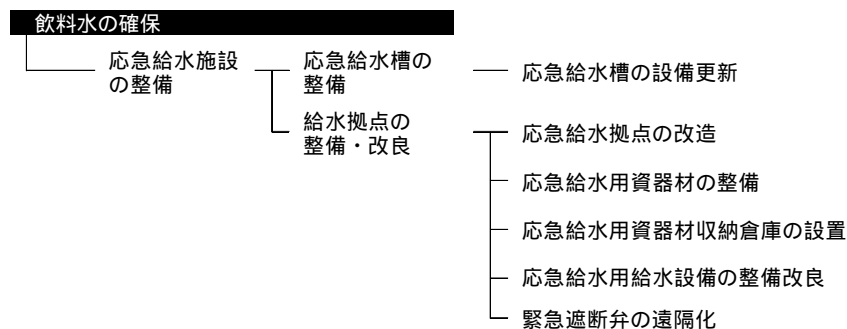 飲料水の確保
応急給水施設
の整備
応急給水槽の
整備
応急給水槽の設備更新
給水拠点の
整備・改良
応急給水拠点の改造
応急給水用資器材の整備
応急給水用資器材収納倉庫の設置
応急給水用給水設備の整備改良
緊急遮断弁の遠隔化